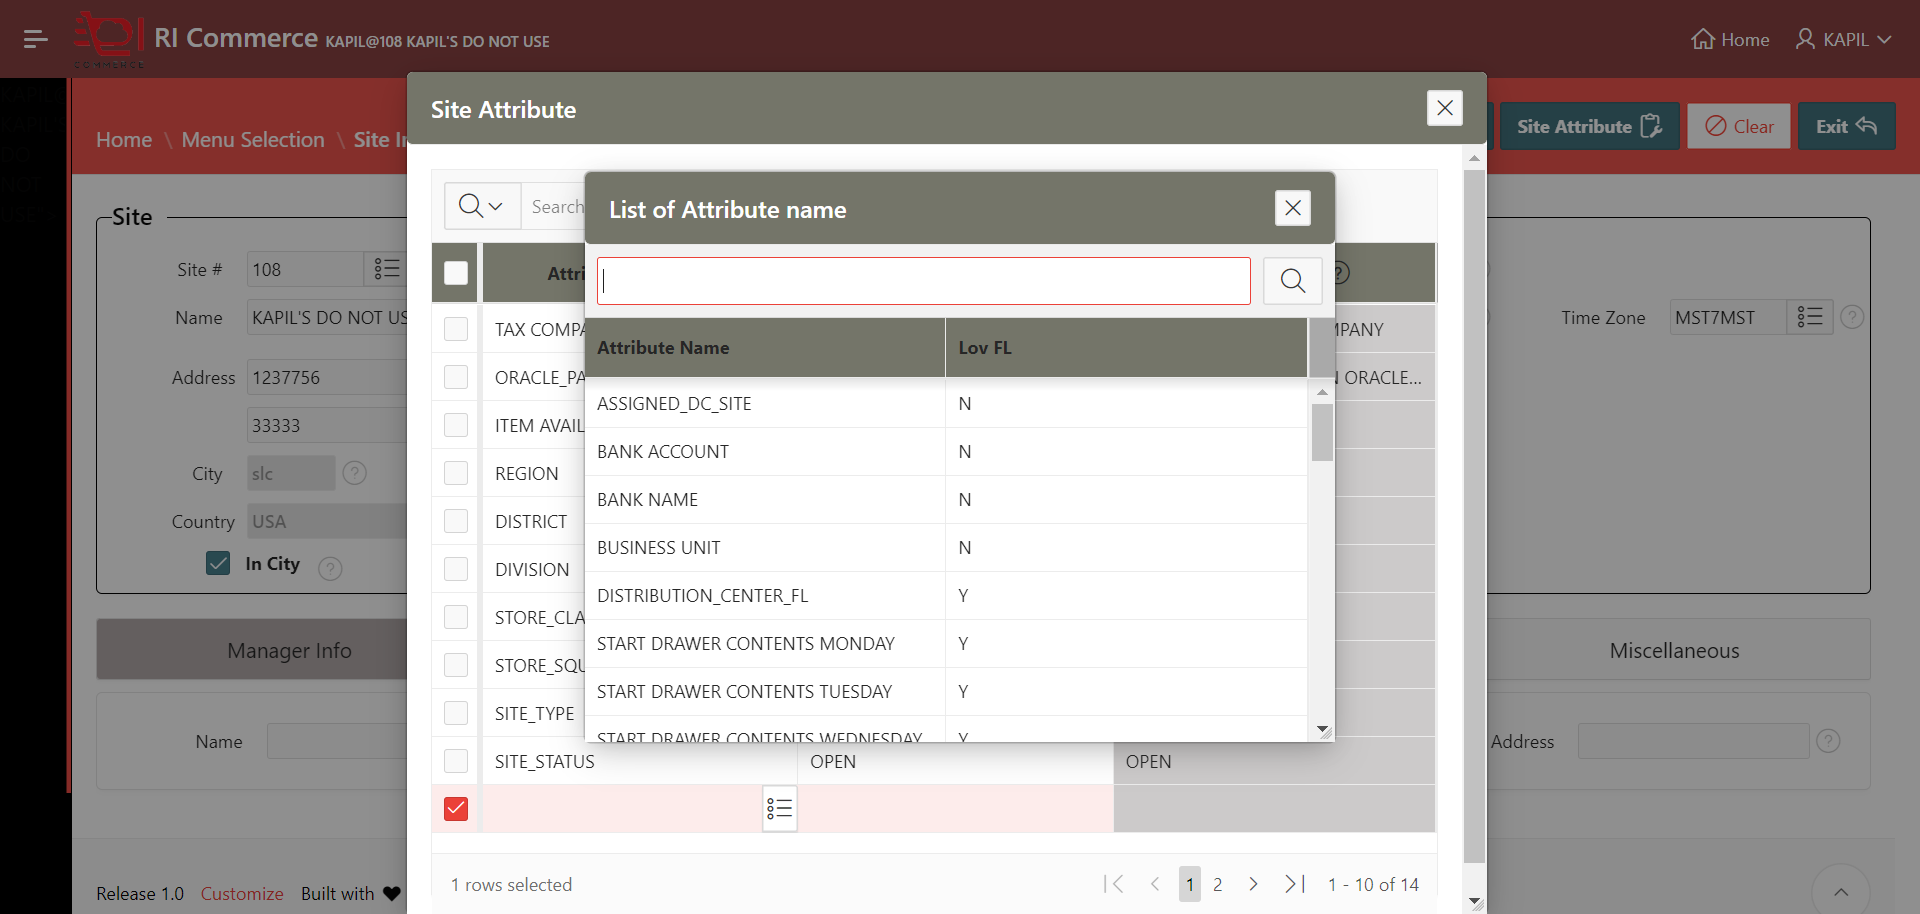 RI Commerce KAPIL@108 KAPIL'S DO NOT USE
COMMERCE
Home
KAPIL
Home \ Menu Selection \ Site In
Site Attribute
Clear
Exit
Site Attribute
Search
List of Attribute name
Attri
?
Attribute Name Lov FL
ASSIGNED_DC_SITE N
BANK ACCOUNT N
BANK NAME N
BUSINESS UNIT N
DISTRIBUTION_CENTER_FL Y
START DRAWER CONTENTS MONDAY Y
START DRAWER CONTENTS TUESDAY Y
START DRAWER CONTENTS WEDNESDAY Y
TAX COMPA MPANY
ORACLE_PA N ORACLE...
ITEM AVAIL
REGION
DISTRICT
DIVISION
STORE_CLA
STORE_SQU
SITE_TYPE
SITE_STATUS OPEN OPEN
1 rows selected
1 2 1 - 10 of 14
Site
Site # 108
Name KAPIL'S DO NOT US
Address 1237756
33333
City slc ?
Country USA
In City ?
Time Zone MST7MST ?
Manager Info
Miscellaneous
Name
Address ?
Release 1.0 Customize Built with